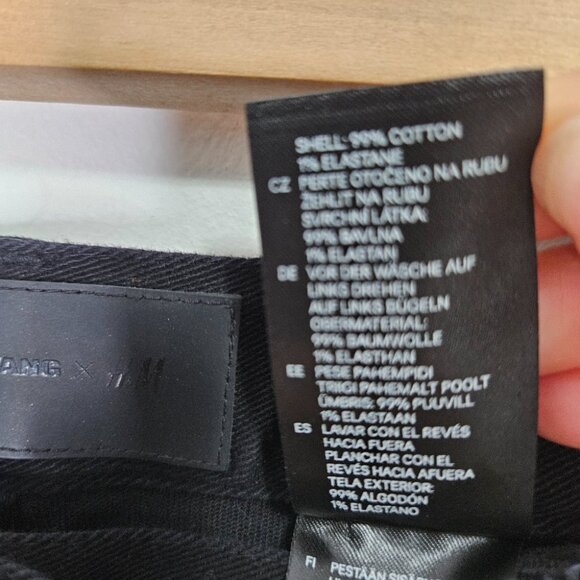 SHELL: 99% COTTON
1% ELASTANE
CZ PERTE OTOČENO NA RUBU
ŽEHLIT NA RUBU
SVRCHNÍ LÁTKA:
99% BAVLNA
1% ELASTAN
DE VOR DER WÄSCHE AUF
LINKS DREHEN
AUF LINKS BÜGELN
OBERMATERIAL:
99% BAUMWOLLE
1% ELASTHAN
EE PESE PAHEMPIDI
TRIGI PAHEMALT POOLT
ÜMBRIS: 99% PUUVILL
1% ELASTAAN
ES LAVAR CON EL REVÉS
HACIA FUERA
PLANCHAR CON EL
REVÉS HACIA AFUERA
TELA EXTERIOR:
99% ALGODÓN
1% ELASTANO
FI PESTÄÄN
ANG × H&M